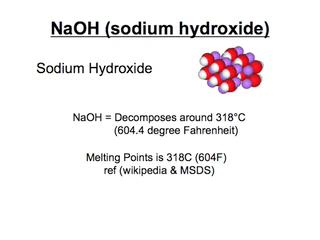 NaOH (sodium hydroxide)
Sodium Hydroxide
NaOH = Decomposes around 318°C
(604.4 degree Fahrenheit)
Melting Points is 318C (604F)
ref (wikipedia & MSDS)